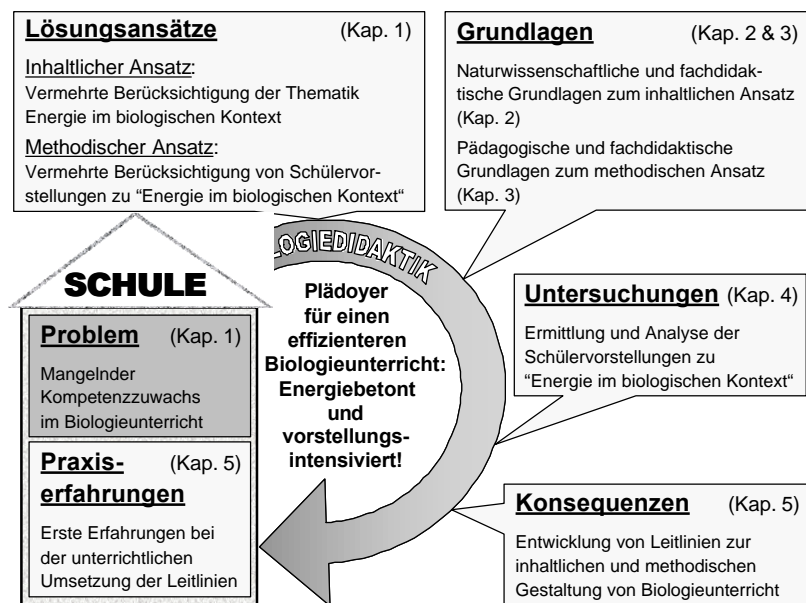 Lösungsansätze (Kap. 1)
Inhaltlicher Ansatz:
Vermehrte Berücksichtigung der Thematik
Energie im biologischen Kontext
Methodischer Ansatz:
Vermehrte Berücksichtigung von Schülervor-
stellungen zu “Energie im biologischen Kontext“
Grundlagen (Kap. 2 & 3)
Naturwissenschaftliche und fachdidak-
tische Grundlagen zum inhaltlichen Ansatz
(Kap. 2)
Pädagogische und fachdidaktische
Grundlagen zum methodischen Ansatz
(Kap. 3)
LOGIEDIDAKTIK
SCHULE
Problem (Kap. 1)
Mangelnder
Kompetenzzuwachs
im Biologieunterricht
Praxis- (Kap. 5)
erfahrungen
Erste Erfahrungen bei
der unterrichtlichen
Umsetzung der Leitlinien
Plädoyer
für einen
effizienteren
Biologieunterricht:
Energiebetont
und
vorstellungs-
intensiviert!
Untersuchungen (Kap. 4)
Ermittlung und Analyse der
Schülervorstellungen zu
“Energie im biologischen Kontext“
Konsequenzen (Kap. 5)
Entwicklung von Leitlinien zur
inhaltlichen und methodischen
Gestaltung von Biologieunterricht